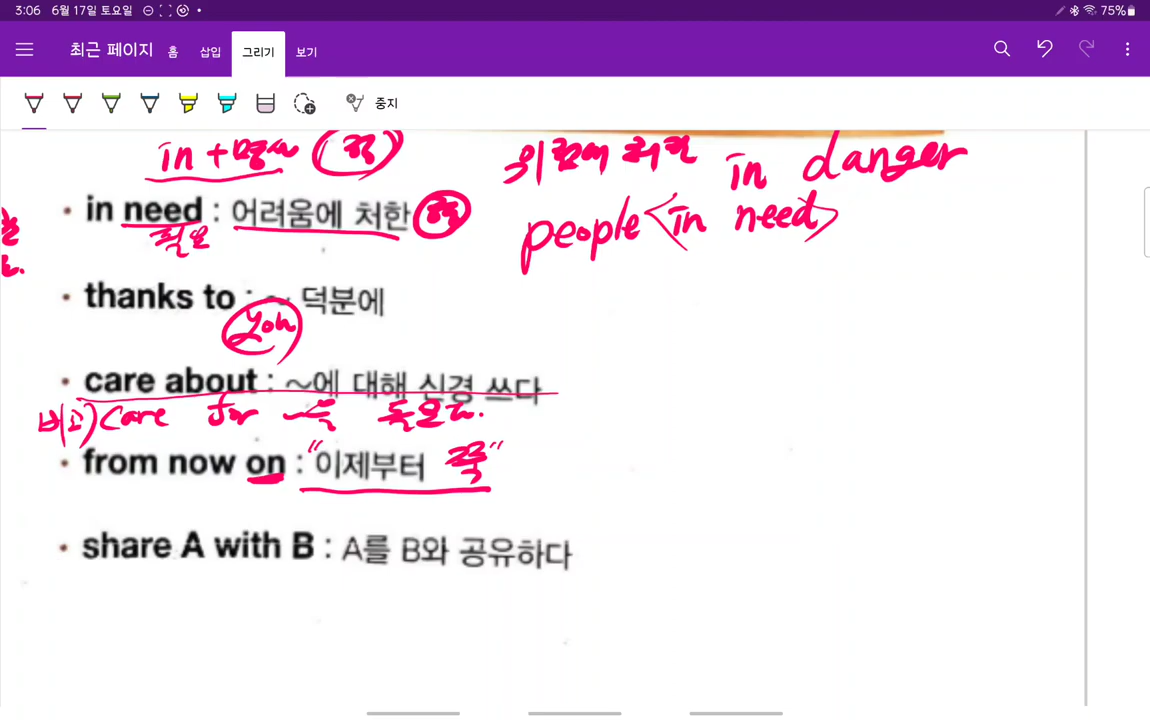 3:06 6월 17일 토요일 75%
최근 페이지 홈 삽입 그리기 보기
중지
in + 명사 (형)
위험에 처한 in danger
in need : 어려움에 처한 형
필요
people <in need>
thanks to : ~ 덕분에
you
care about : ~에 대해 신경 쓰다
비교) care for ~를 돌보다.
from now on : "이제부터 쭉"
share A with B : A를 B와 공유하다